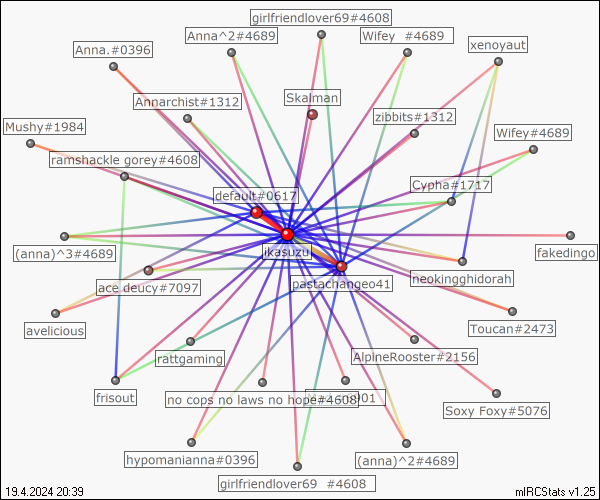 girlfriendlover69#4608
Anna^2#4689
Wifey #4689
Anna.#0396
xenoyaut
Annarchist#1312
Skalman
zibbits#1312
Mushy#1984
Wifey#4689
ramshackle gorey#4608
default#0617
Cypha#1717
(anna)^3#4689
ikasuzu
fakedingo
ace deucy#7097
pastachangeo41
neokingghidorah
avelicious
Toucan#2473
rattgaming
AlpineRooster#2156
frisout
no cops no laws no hope#4608
Soxy Foxy#5076
hypomanianna#0396
(anna)^2#4689
girlfriendlover69 #4608
19.4.2024 20:39
mIRCStats v1.25